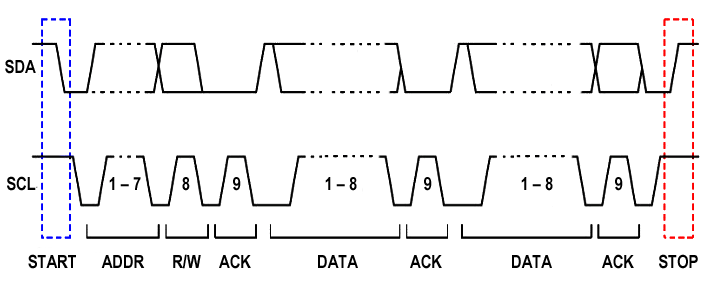 SDA
SCL
1 – 7 8 9 1 – 8 9 1 – 8 9
START ADDR R/W ACK DATA ACK DATA ACK STOP